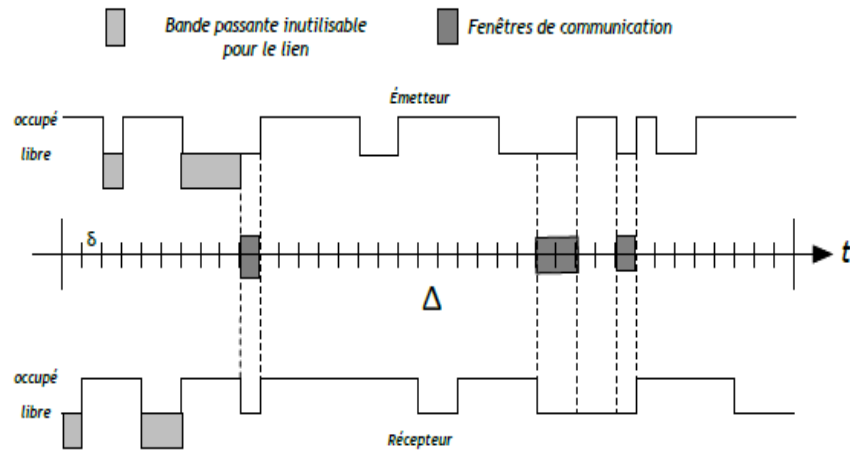 Bande passante inutilisable
pour le lien
Fenêtres de communication
Émetteur
occupé
libre
δ
t
Δ
occupé
libre
Récepteur